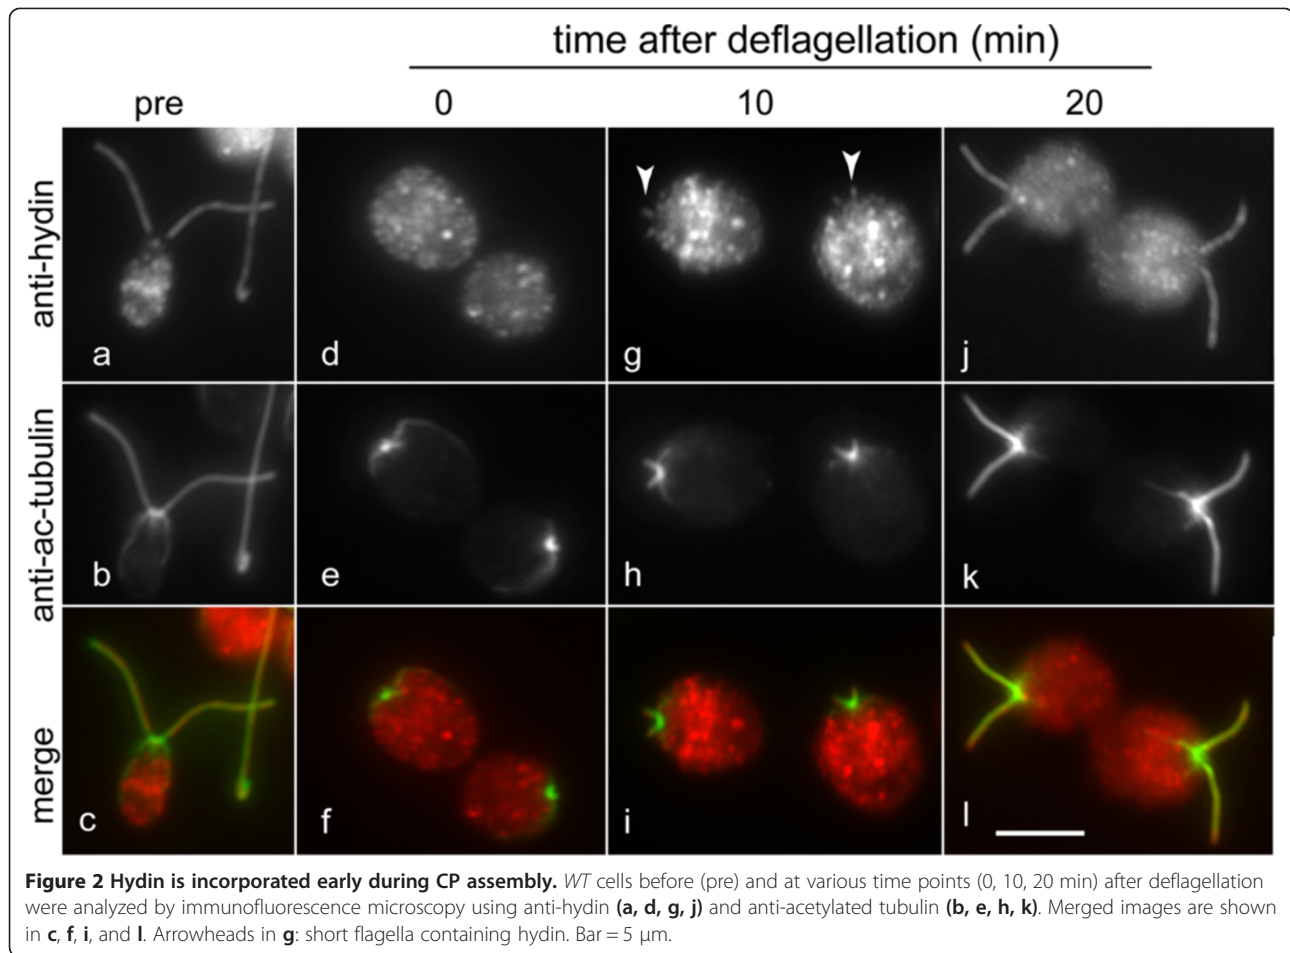 time after deflagellation (min)
pre 0 10 20
anti-hydin
a d g j
anti-ac-tubulin
b e h k
merge
c f i l
Figure 2 Hydin is incorporated early during CP assembly. WT cells before (pre) and at various time points (0, 10, 20 min) after deflagellation
were analyzed by immunofluorescence microscopy using anti-hydin (a, d, g, j) and anti-acetylated tubulin (b, e, h, k). Merged images are shown
in c, f, i, and l. Arrowheads in g: short flagella containing hydin. Bar = 5 μm.